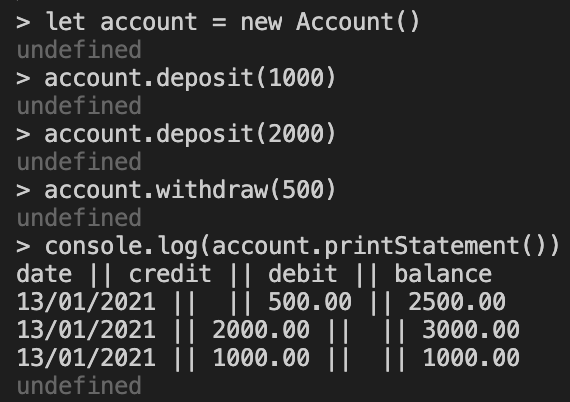 > let account = new Account()
undefined
> account.deposit(1000)
undefined
> account.deposit(2000)
undefined
> account.withdraw(500)
undefined
> console.log(account.printStatement())
date || credit || debit || balance
13/01/2021 ||  || 500.00 || 2500.00
13/01/2021 || 2000.00 ||  || 3000.00
13/01/2021 || 1000.00 ||  || 1000.00
undefined